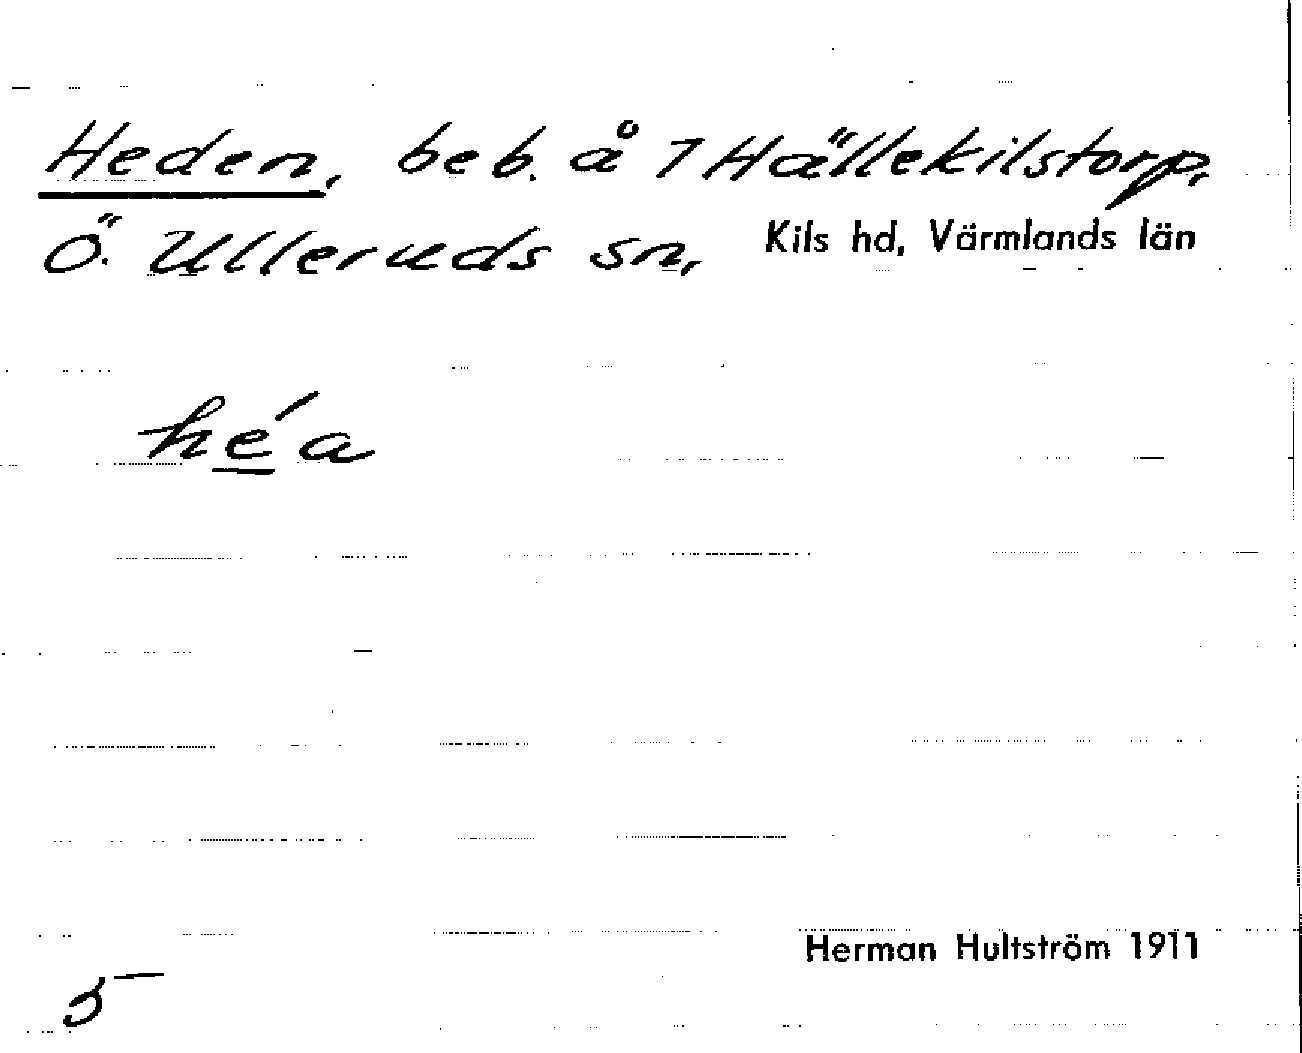 Heden, beb. å 7 Hällekilstorp,
Ö. Ulleruds sn, Kils hd, Värmlands län
héa
Herman Hultström 1911
5